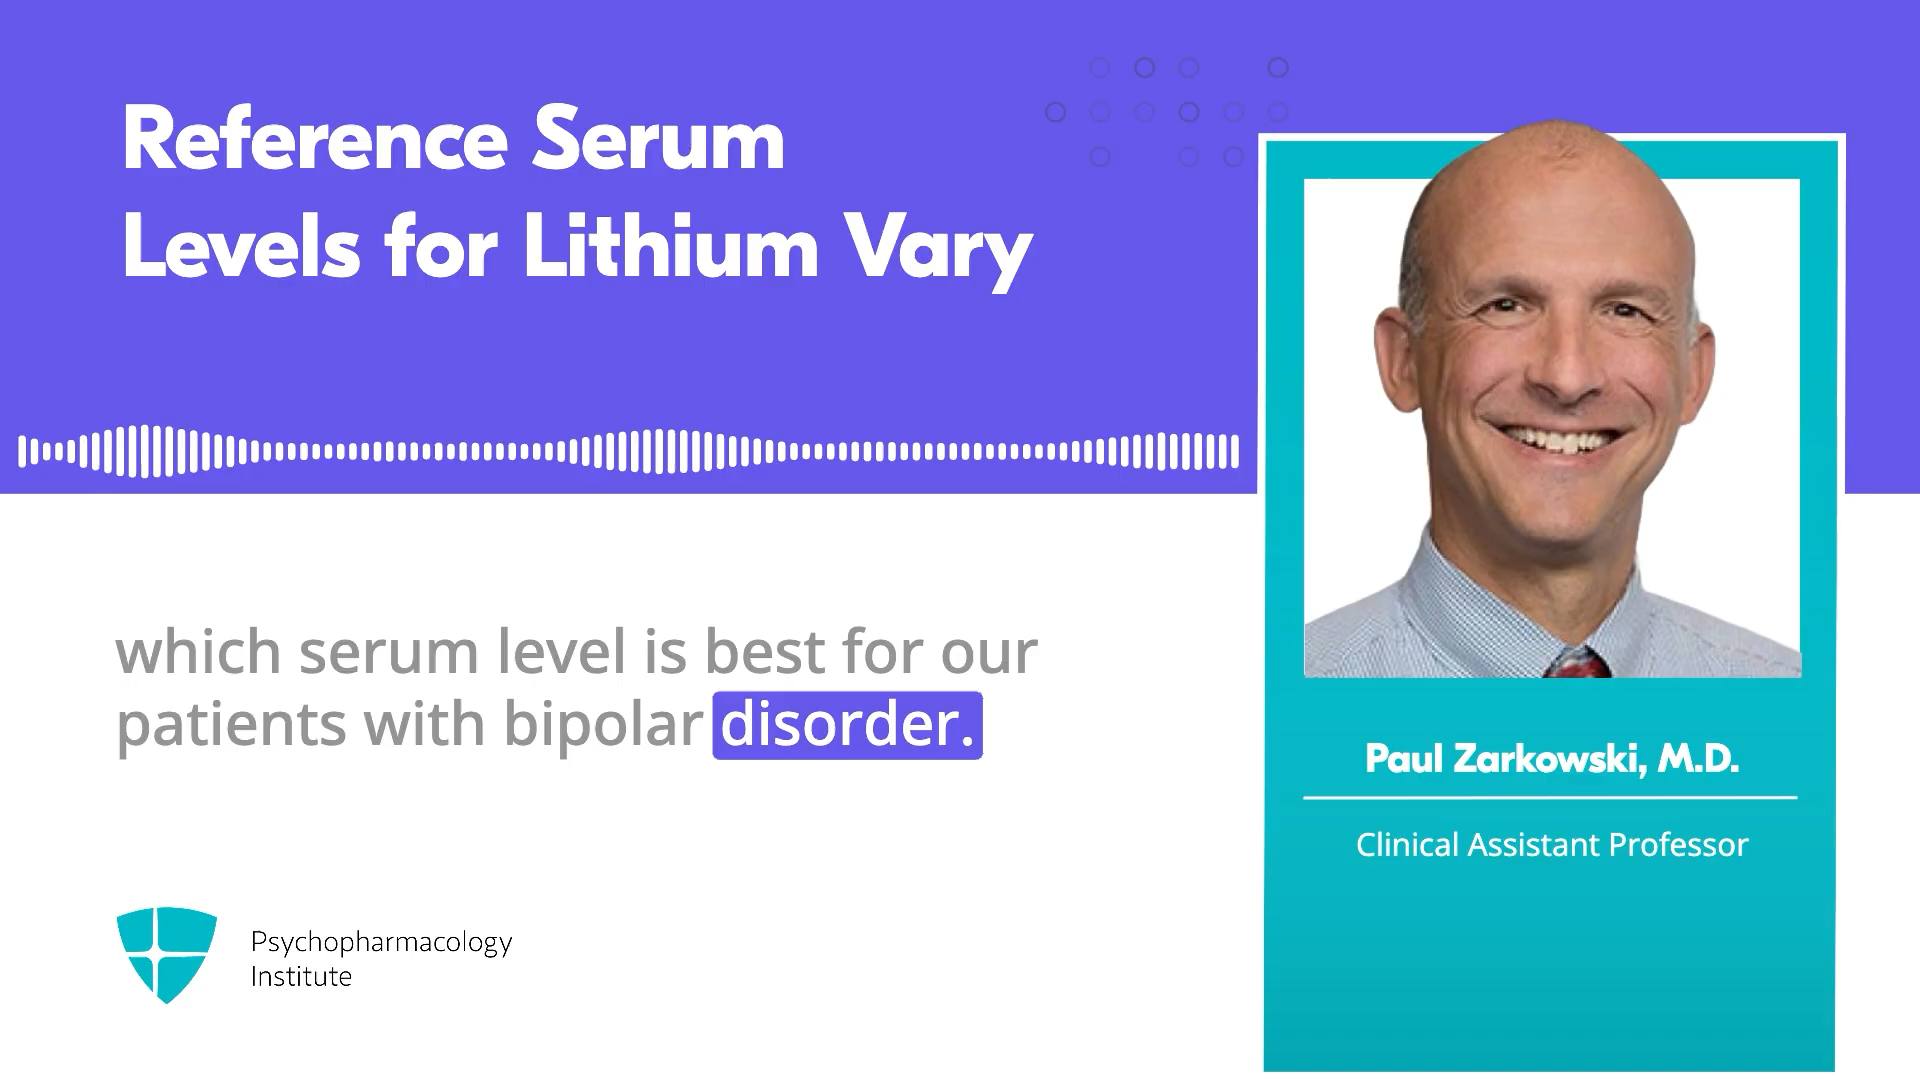 Reference Serum
Levels for Lithium Vary
which serum level is best for our
patients with bipolar disorder.
Paul Zarkowski, M.D.
Clinical Assistant Professor
Psychopharmacology
Institute